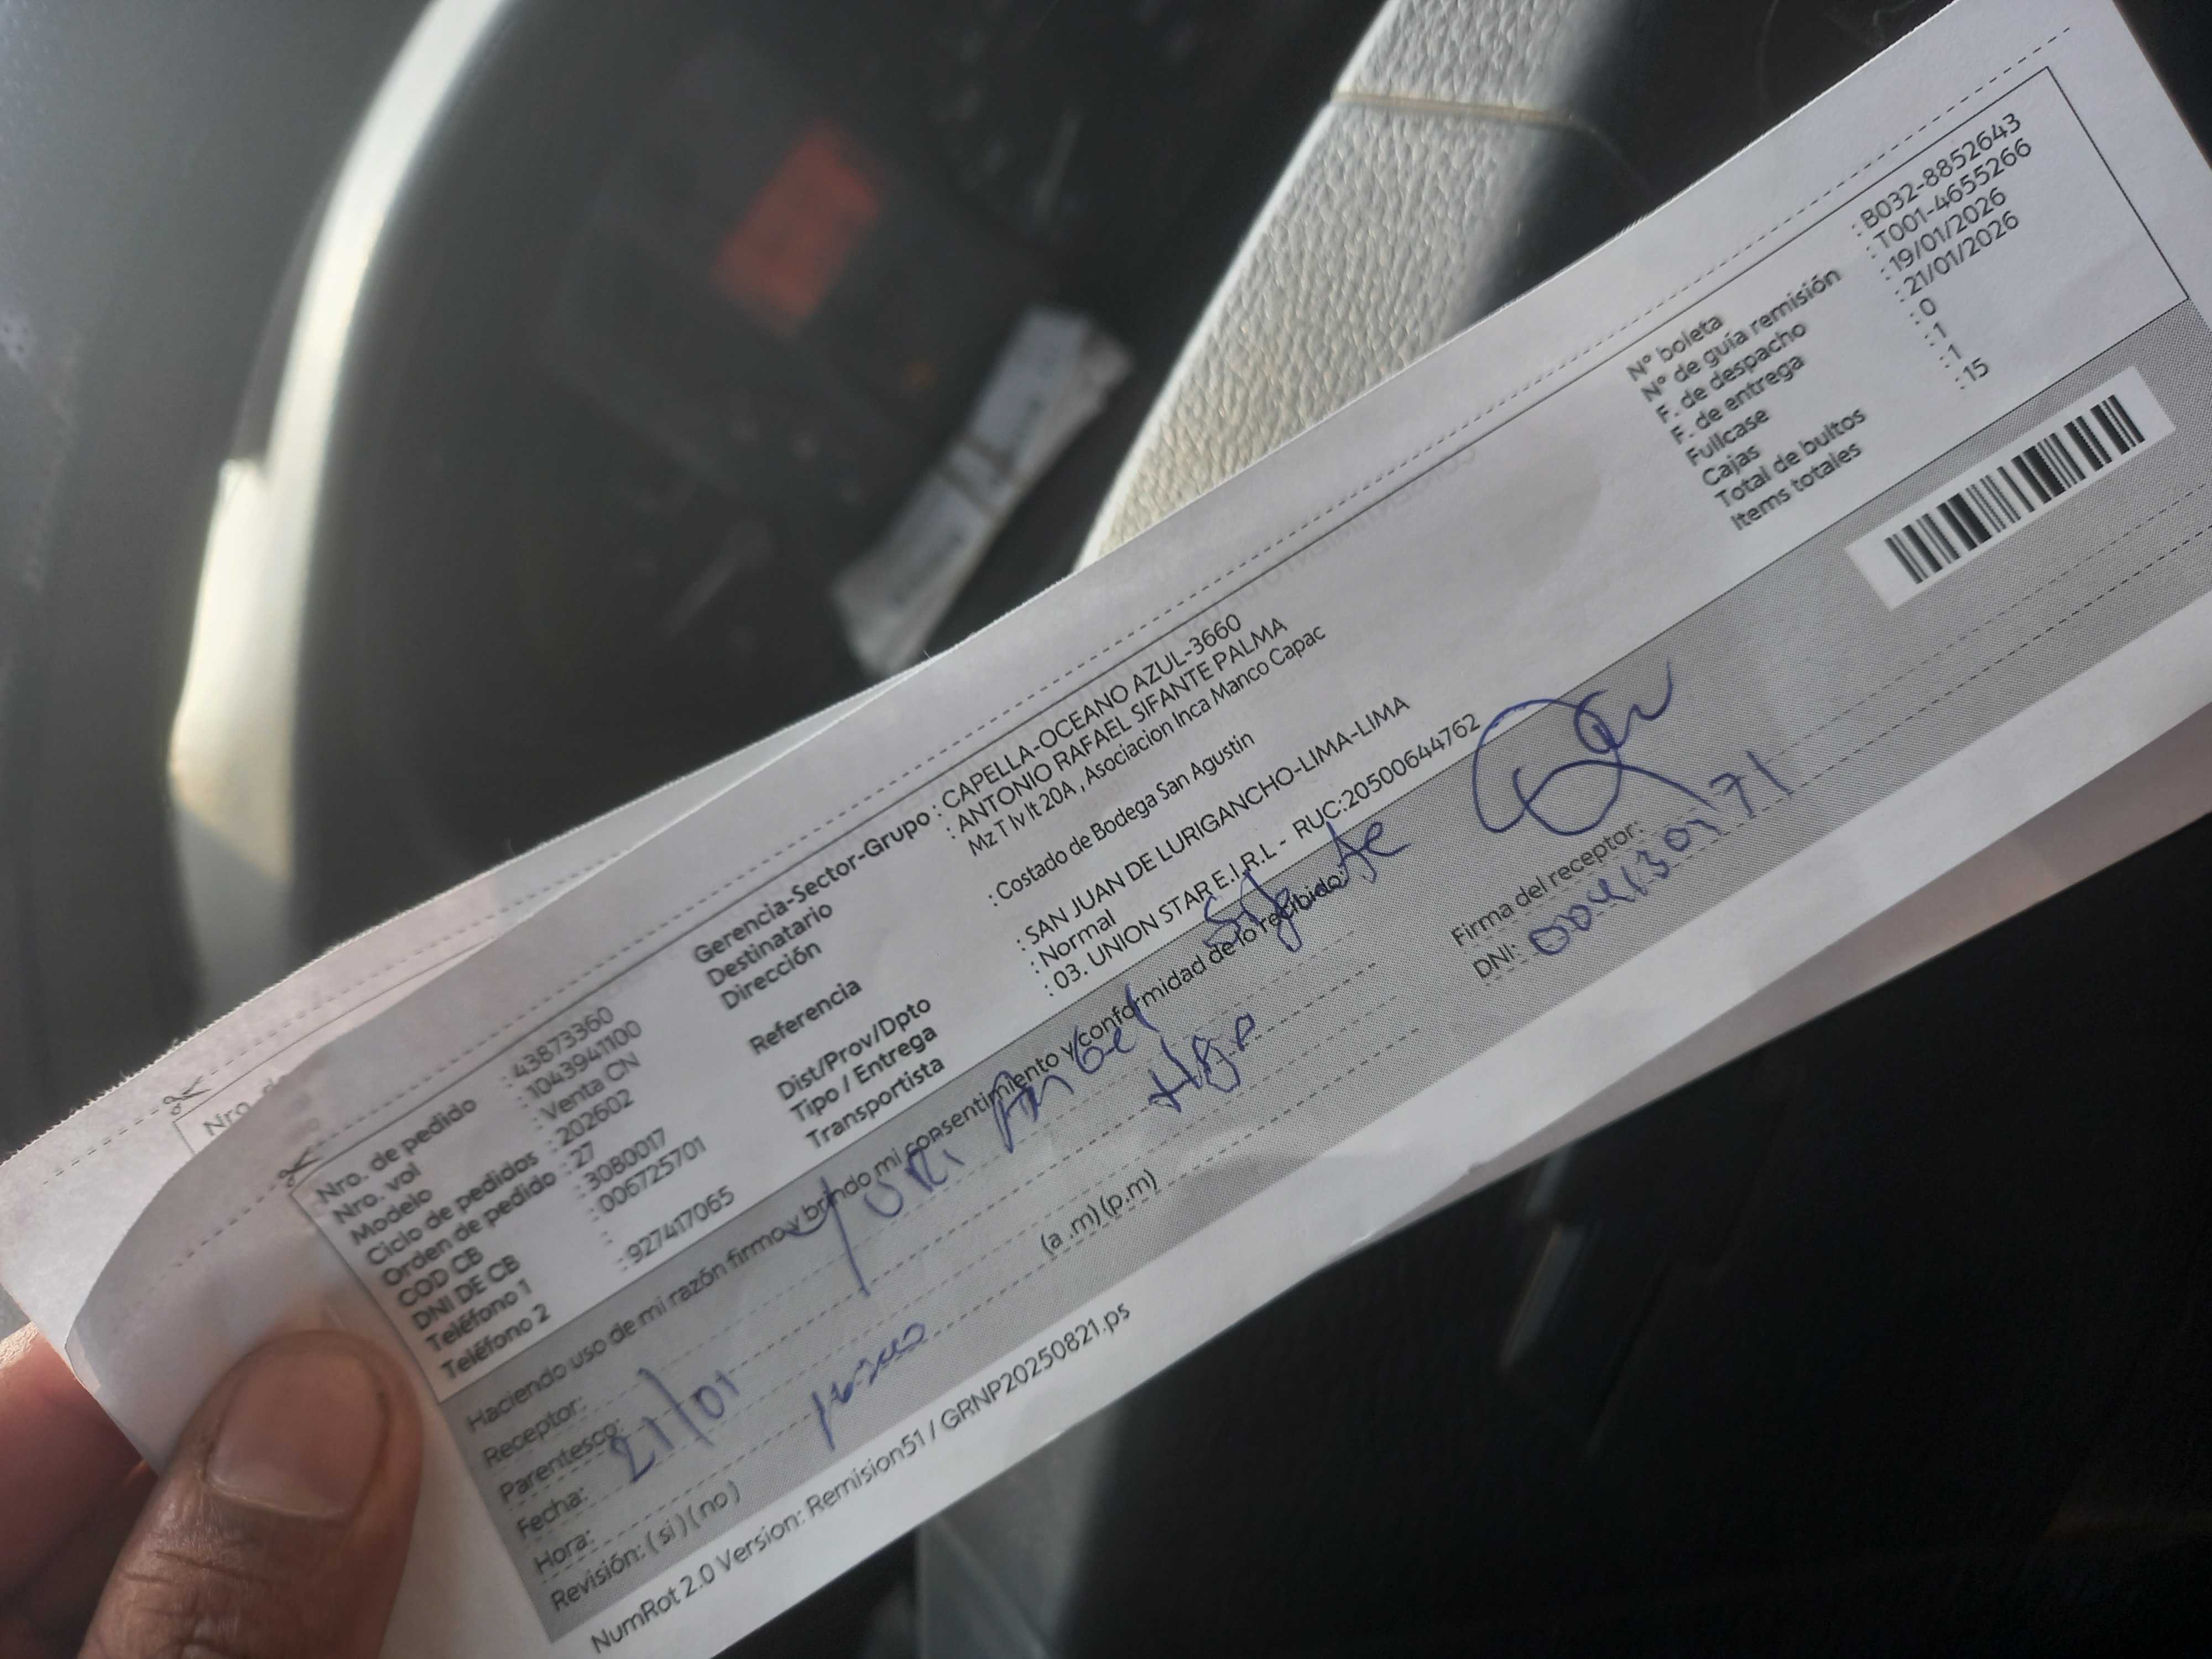 Nro. de pedido : 43873360
Nro. vol : 1043941100
Modelo : Venta CN
Ciclo de pedidos : 202602
Orden de pedido : 27
COD CB : 3080017
DNI DE CB : 006725701
Teléfono 1
Teléfono 2 : 927417065
Gerencia-Sector-Grupo : CAPELLA-OCEANO AZUL-3660
Destinatario : ANTONIO RAFAEL SIFANTE PALMA
Dirección Mz T lv lt 20A , Asociacion Inca Manco Capac
Referencia : Costado de Bodega San Agustin
Dist/Prov/Dpto : SAN JUAN DE LURIGANCHO-LIMA-LIMA
Tipo / Entrega : Normal
Transportista : 03. UNION STAR E.I.R.L - RUC:20500644762
N° boleta : B032-8852643
N° de guía remisión : T001-4655266
F. de despacho : 19/01/2026
F. de entrega : 21/01/2026
Fullcase : 0
Cajas : 1
Total de bultos : 1
Items totales : 15
Haciendo uso de mi razón firmo y brindo mi consentimiento y conformidad de lo recibido:
Receptor: Yuri Sifante
Parentesco: Hijo
Fecha: 21/01
Hora: (a .m) (p.m)
Revisión: ( si ) ( no )
Firma del receptor:
DNI:
NumRot 2.0 Version: Remision51 / GRNP20250821.ps
Nro.